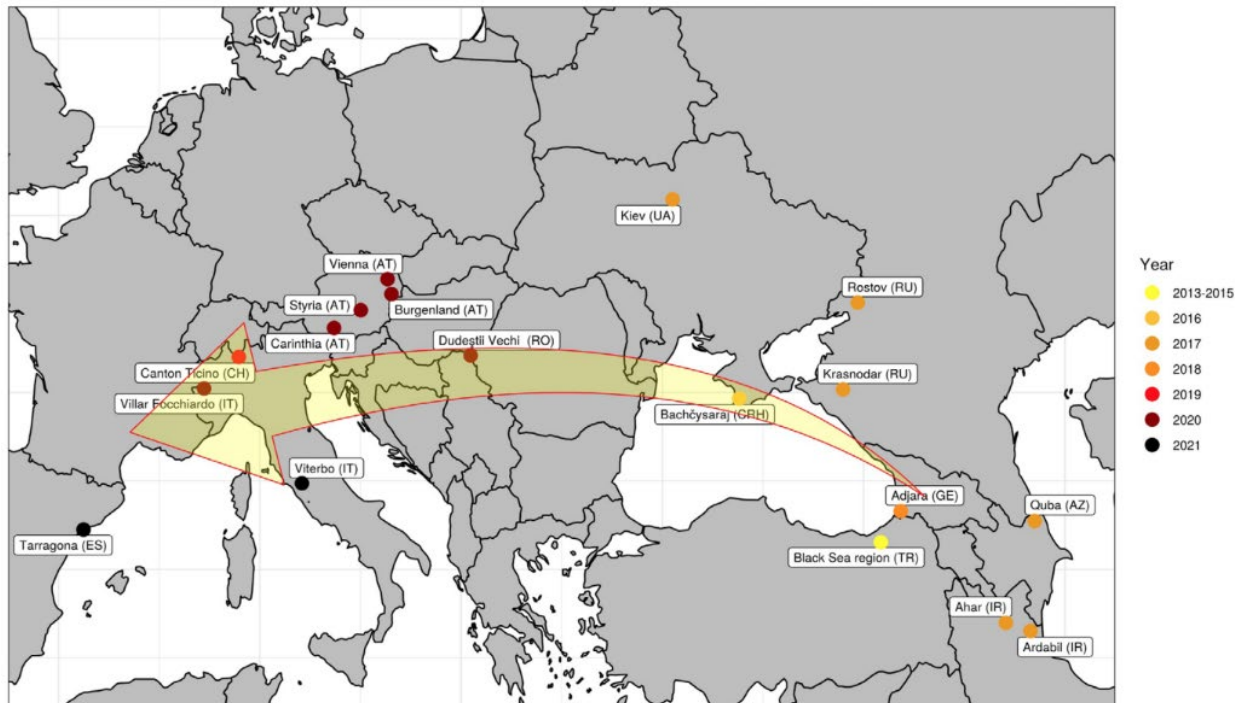 Kiev (UA)
Vienna (AT)
Styria (AT)
Burgenland (AT)
Carinthia (AT)
Dudestii Vechi  (RO)
Rostov (RU)
Canton Ticino (CH)
Krasnodar (RU)
Villar Focchiardo (IT)
Bachčysaraj (CRH)
Viterbo (IT)
Adjara (GE)
Quba (AZ)
Tarragona (ES)
Black Sea region (TR)
Ahar (IR)
Ardabil (IR)
Year
2013-2015
2016
2017
2018
2019
2020
2021